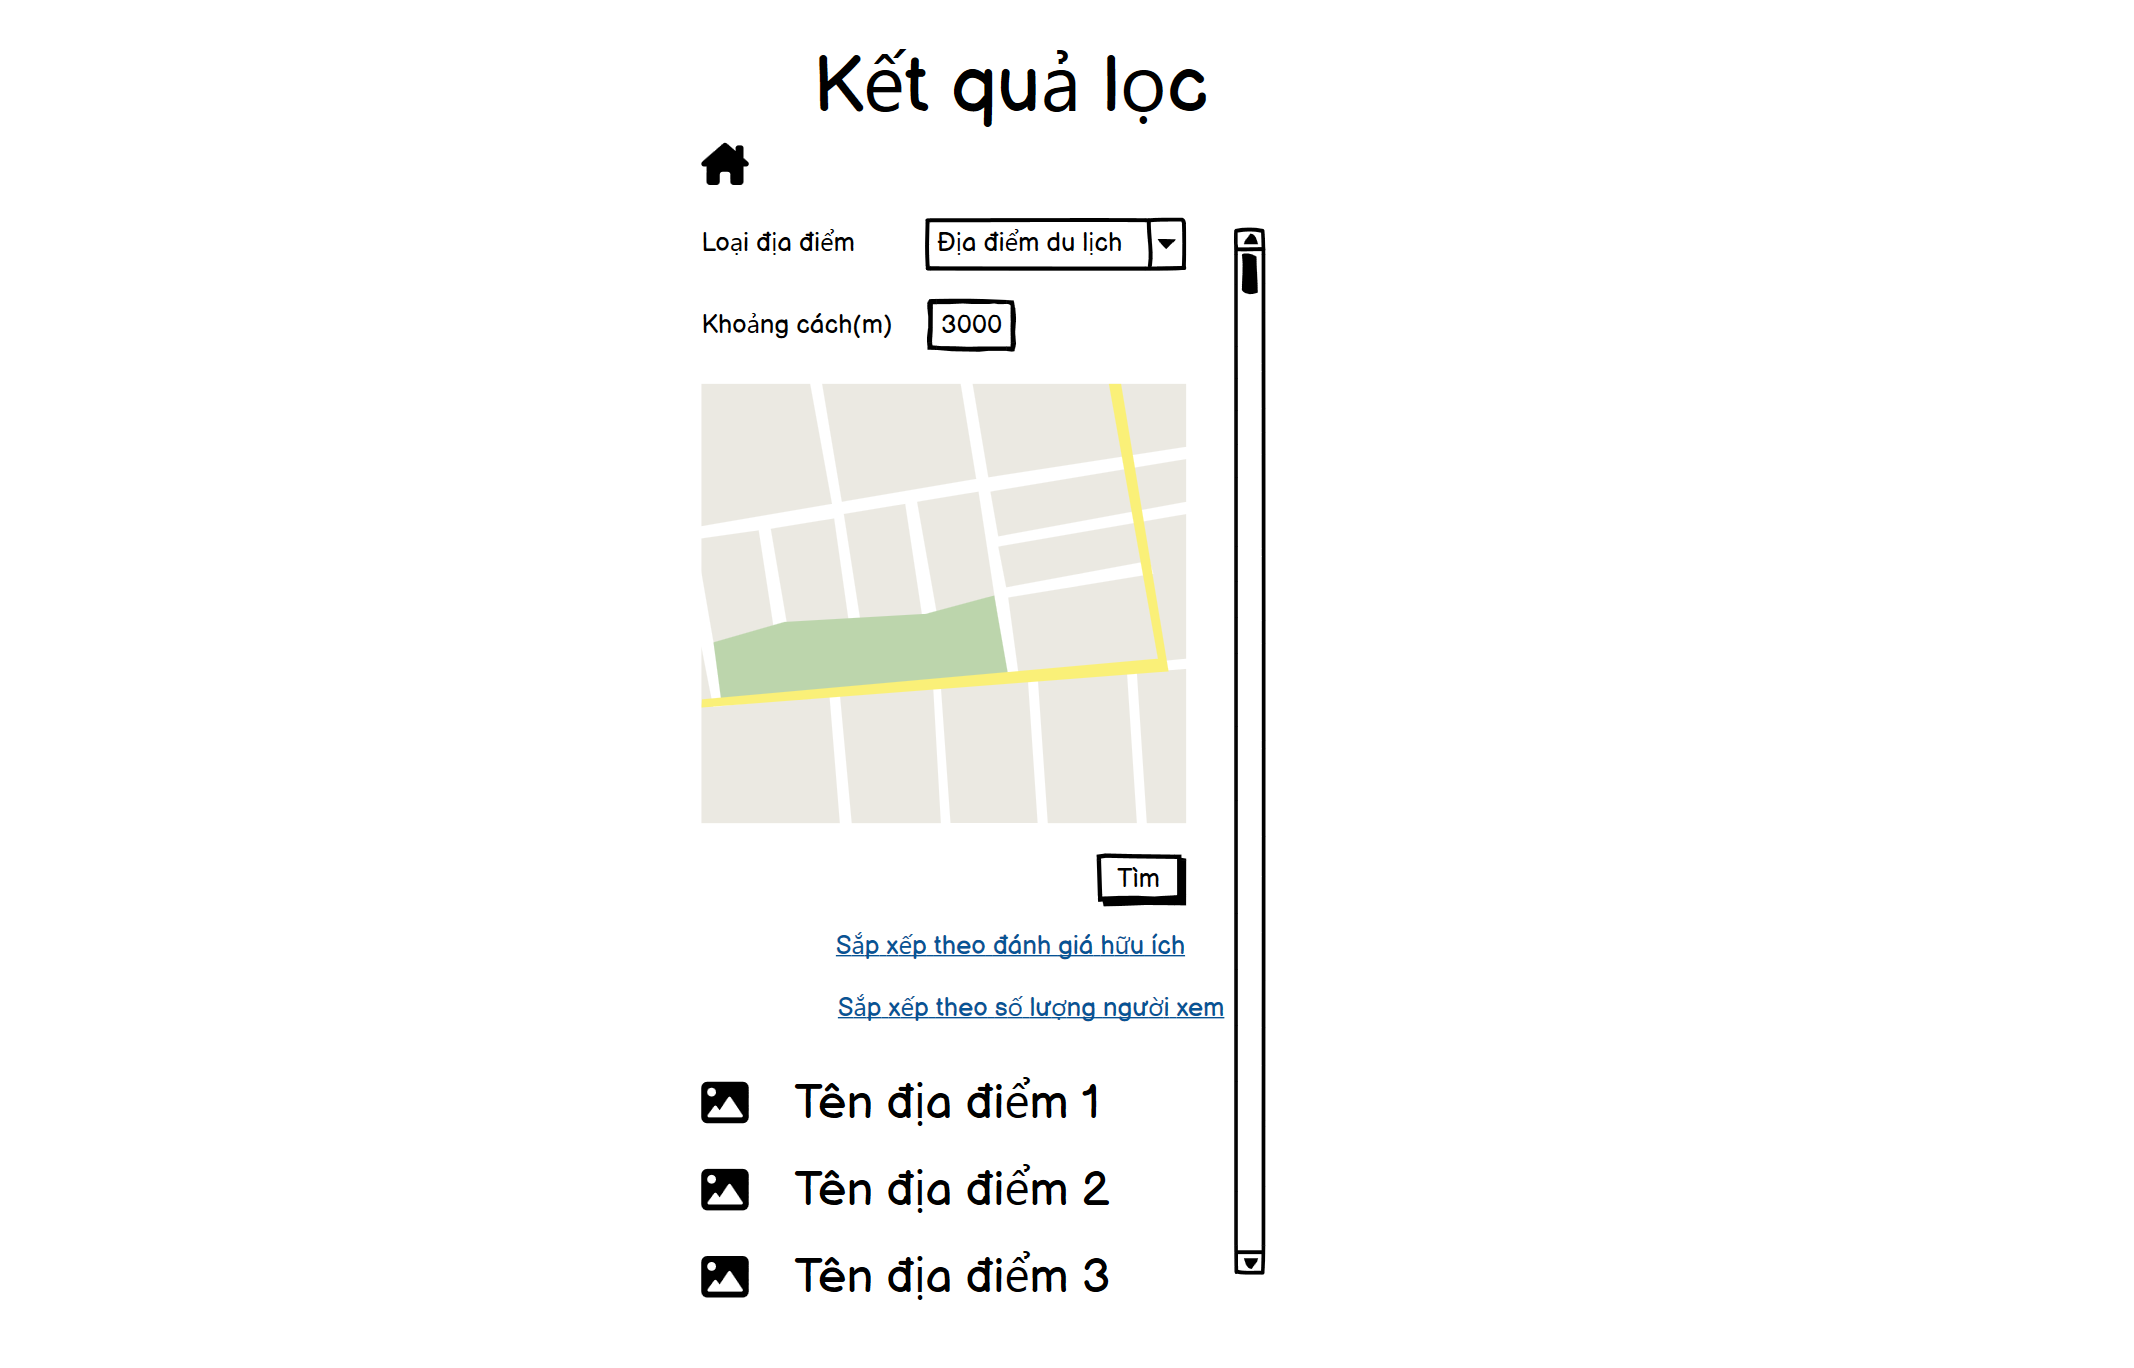 Kết quả lọc
Loại địa điểm
Địa điểm du lịch
Khoảng cách(m)
3000
Tìm
Sắp xếp theo đánh giá hữu ích
Sắp xếp theo số lượng người xem
Tên địa điểm 1
Tên địa điểm 2
Tên địa điểm 3